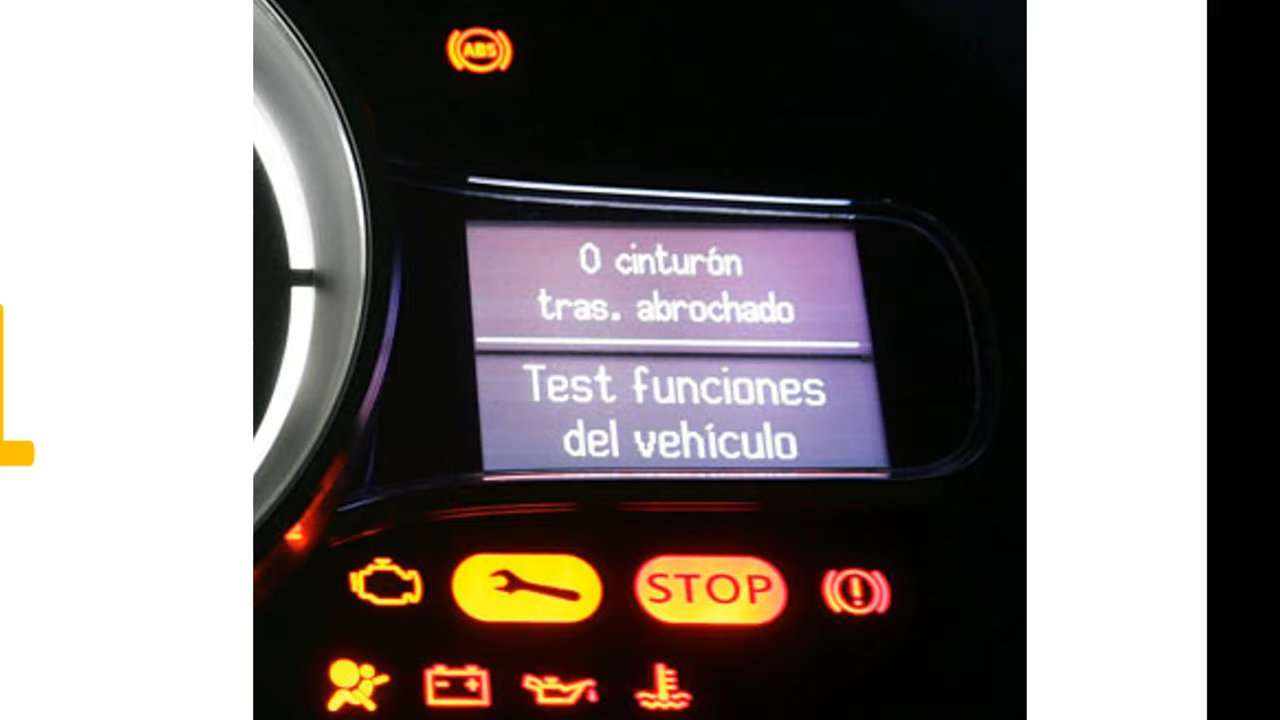 ABS
0 cinturón
tras. abrochado
Test funciones
del vehículo
STOP